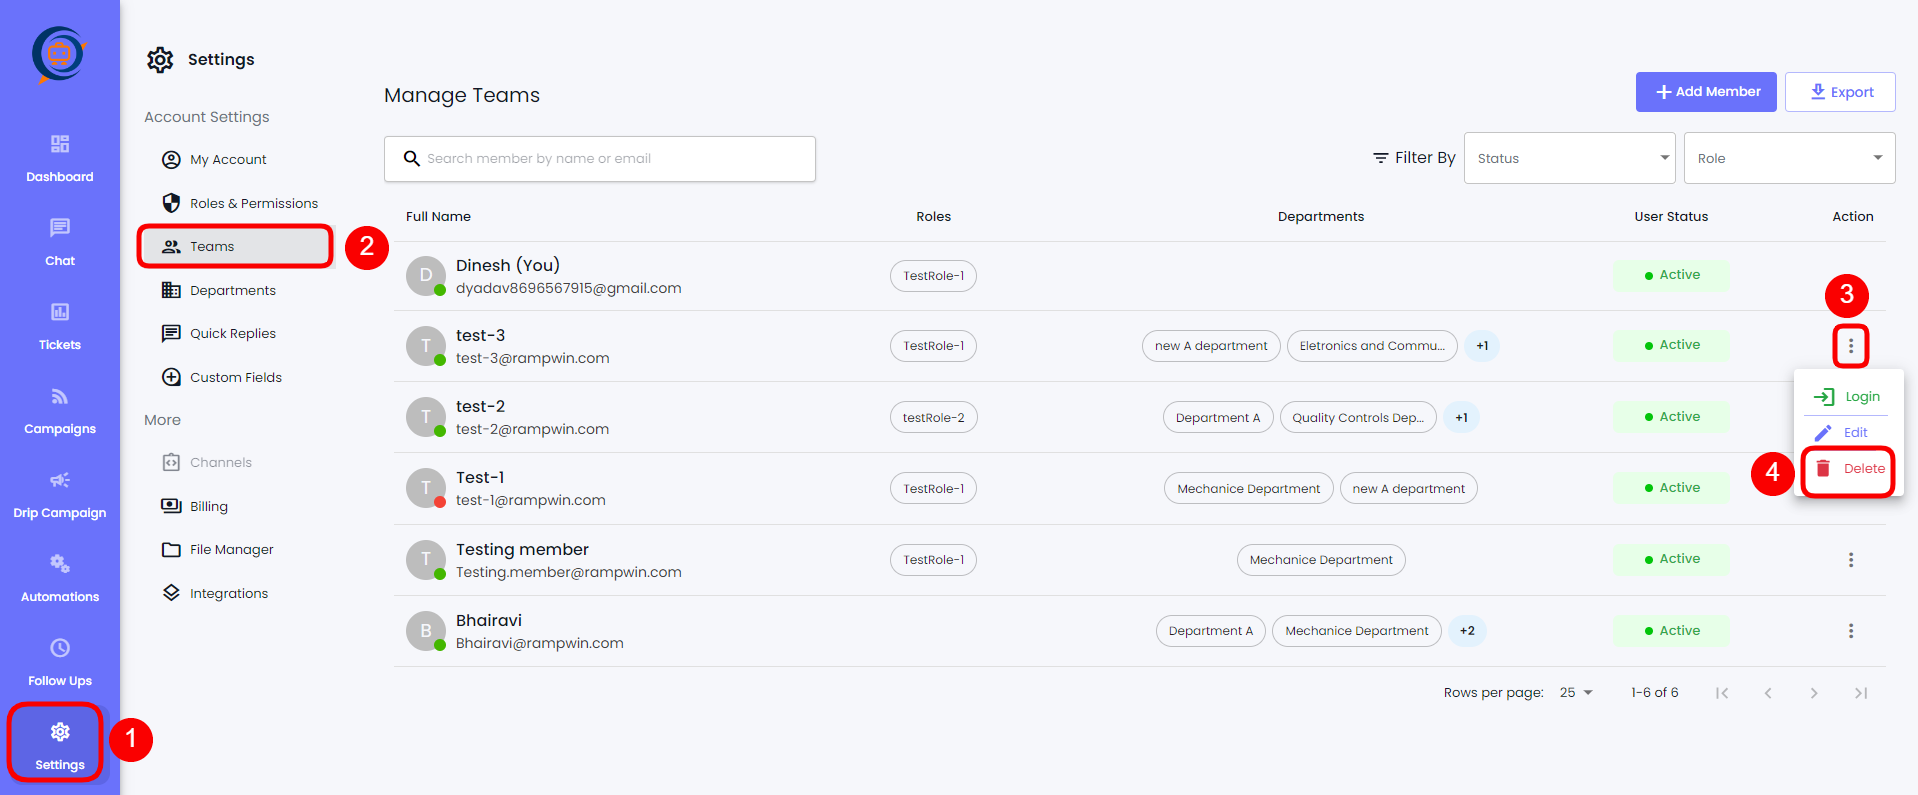 Dashboard
Chat
Tickets
Campaigns
Drip Campaign
Automations
Follow Ups
Settings
1
Settings
Account Settings
My Account
Roles & Permissions
Teams
2
Departments
Quick Replies
Custom Fields
More
Channels
Billing
File Manager
Integrations
Manage Teams
Add Member
Export
Search member by name or email
Filter By
Status
Role
Full Name Roles Departments User Status Action
D Dinesh (You) TestRole-1 Active
dyadav8696567915@gmail.com
3
T test-3 TestRole-1 new A department Eletronics and Commu... +1 Active
test-3@rampwin.com
Login
Edit
Delete
4
T test-2 testRole-2 Department A Quality Controls Dep... +1 Active
test-2@rampwin.com
T Test-1 TestRole-1 Mechanice Department new A department Active
test-1@rampwin.com
T Testing member TestRole-1 Mechanice Department Active
Testing.member@rampwin.com
B Bhairavi Department A Mechanice Department +2 Active
Bhairavi@rampwin.com
Rows per page: 25 1-6 of 6